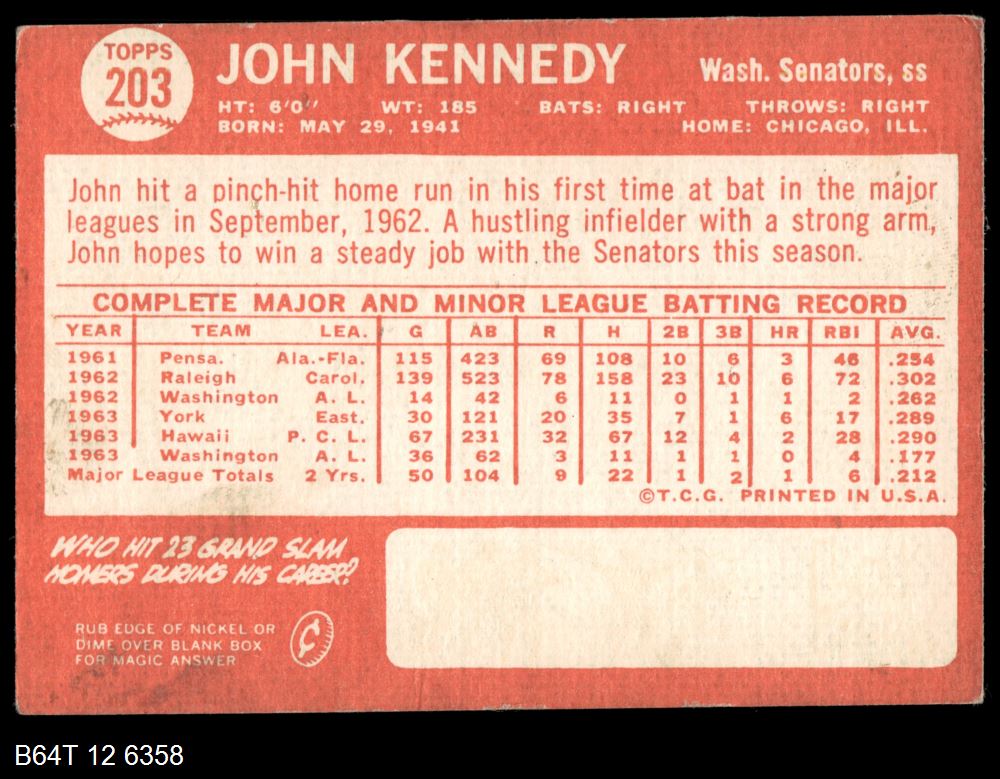 TOPPS
203
JOHN KENNEDY
Wash. Senators, ss
HT: 6'0" WT: 185 BATS: RIGHT THROWS: RIGHT
BORN: MAY 29, 1941 HOME: CHICAGO, ILL.
John hit a pinch-hit home run in his first time at bat in the major
leagues in September, 1962. A hustling infielder with a strong arm,
John hopes to win a steady job with the Senators this season.
COMPLETE MAJOR AND MINOR LEAGUE BATTING RECORD
YEAR TEAM LEA. G AB R H 2B 3B HR RBI AVG.
1961 Pensa. Ala.-Fla. 115 423 69 108 10 6 3 46 .254
1962 Raleigh Carol. 139 523 78 158 23 10 6 72 .302
1962 Washington A. L. 14 42 6 11 0 1 1 2 .262
1963 York East. 30 121 20 35 7 1 6 17 .289
1963 Hawaii P. C. L. 67 231 32 67 12 4 2 28 .290
1963 Washington A. L. 36 62 3 11 1 1 0 4 .177
Major League Totals 2 Yrs. 50 104 9 22 1 2 1 6 .212
©T.C.G. PRINTED IN U.S.A.
WHO HIT 23 GRAND SLAM
HOMERS DURING HIS CAREER?
RUB EDGE OF NICKEL OR
DIME OVER BLANK BOX
FOR MAGIC ANSWER
B64T 12 6358